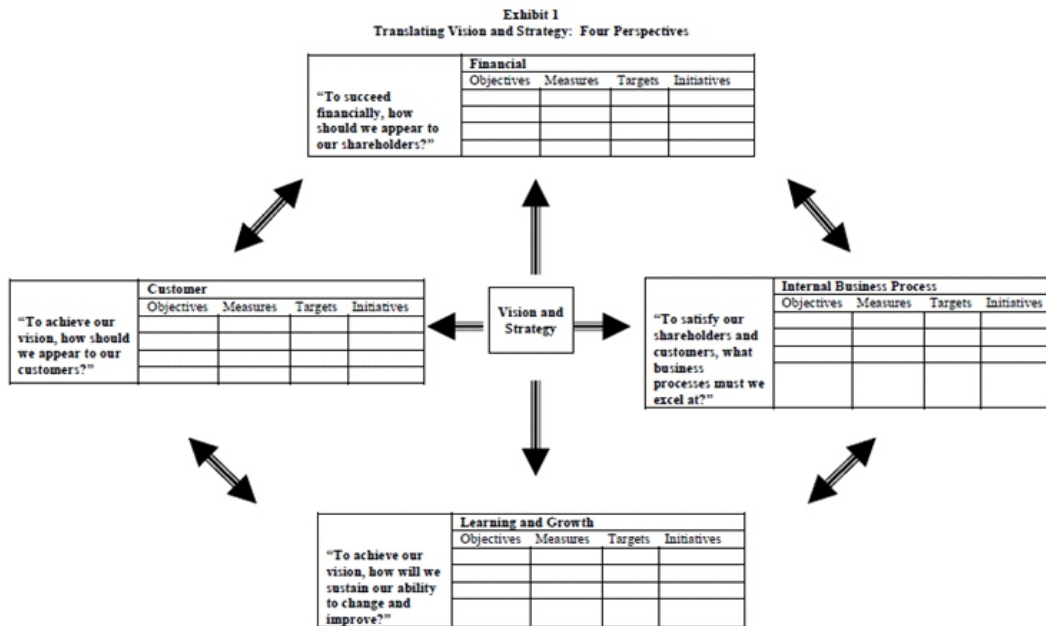 Exhibit 1
Translating Vision and Strategy: Four Perspectives
Financial
Objectives Measures Targets Initiatives
“To succeed
financially, how
should we appear to
our shareholders?”
Customer
Objectives Measures Targets Initiatives
“To achieve our
vision, how should
we appear to our
customers?”
Vision and
Strategy
Internal Business Process
Objectives Measures Targets Initiatives
“To satisfy our
shareholders and
customers, what
business
processes must we
excel at?”
Learning and Growth
Objectives Measures Targets Initiatives
“To achieve our
vision, how will we
sustain our ability
to change and
improve?”